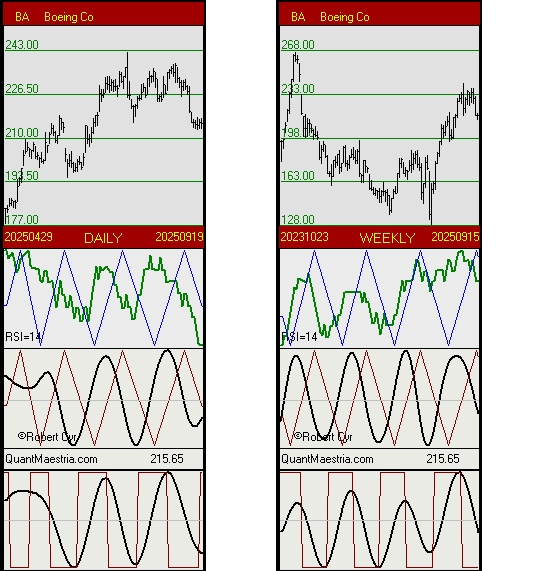 BA Boeing Co
243.00
226.50
210.00
193.50
177.00
20250429 DAILY 20250919
RSI=14
©Robert Cyr
QuantMaestria.com 215.65
BA Boeing Co
268.00
233.00
198.00
163.00
128.00
20231023 WEEKLY 20250915
RSI=14
©Robert Cyr
QuantMaestria.com 215.65